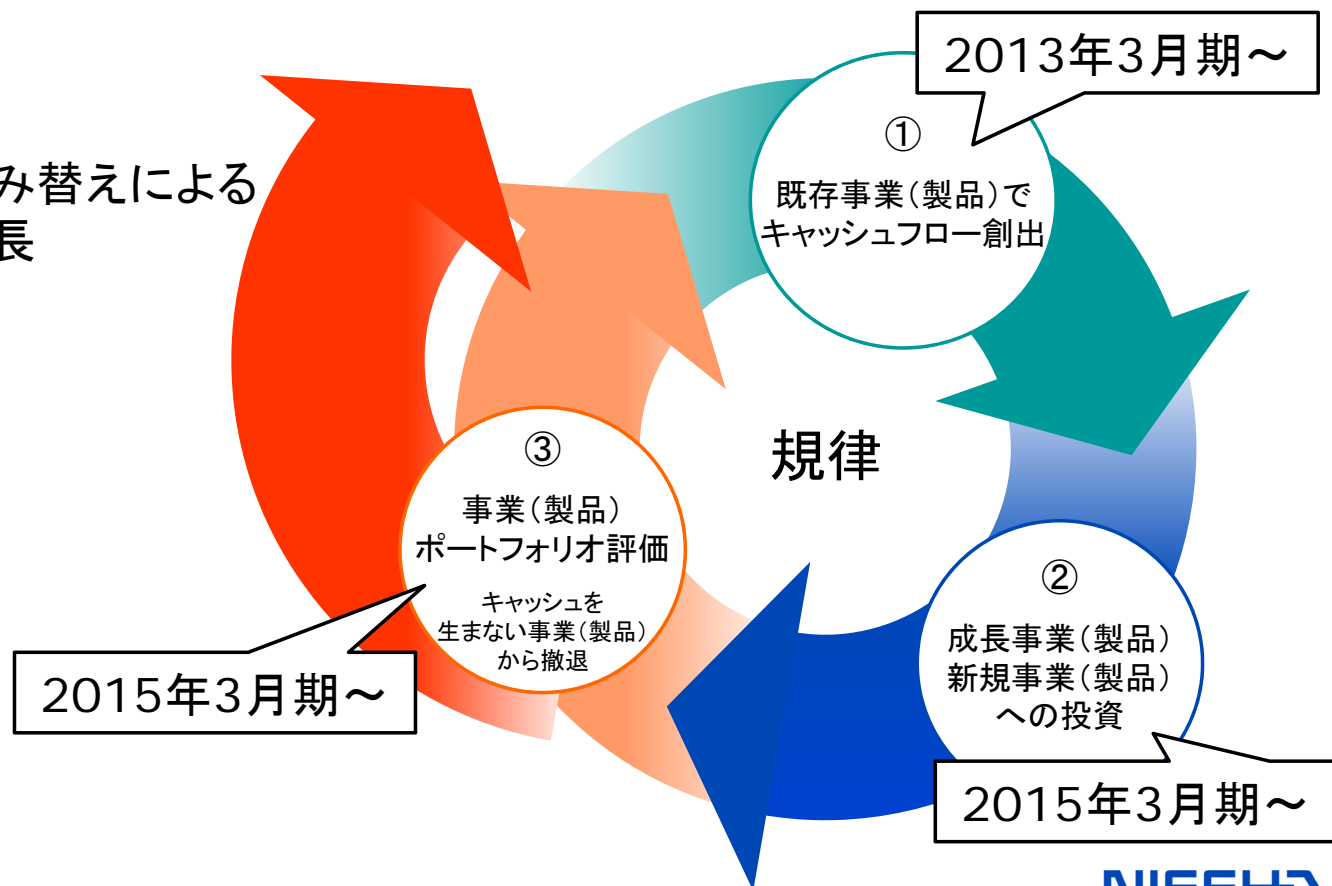 2013年3月期～
み替えによる
長
①
既存事業（製品）で
キャッシュフロー創出
規律
③
事業（製品）
ポートフォリオ評価
キャッシュを
生まない事業（製品）
から撤退
2015年3月期～
②
成長事業（製品）
新規事業（製品）
への投資
2015年3月期～